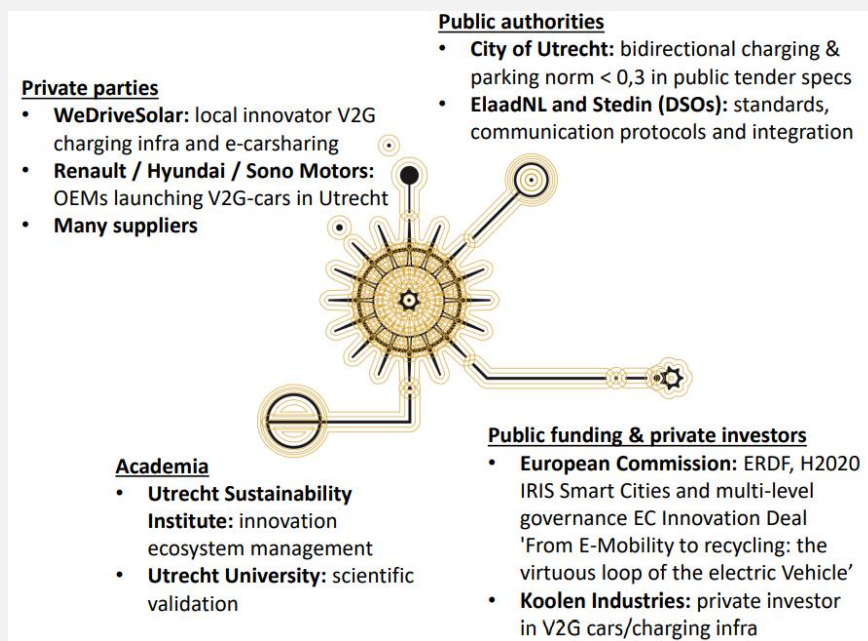 Public authorities
• City of Utrecht: bidirectional charging &
parking norm < 0,3 in public tender specs
• ElaadNL and Stedin (DSOs): standards,
communication protocols and integration
Private parties
• WeDriveSolar: local innovator V2G
charging infra and e-carsharing
• Renault / Hyundai / Sono Motors:
OEMs launching V2G-cars in Utrecht
• Many suppliers
Academia
• Utrecht Sustainability
Institute: innovation
ecosystem management
• Utrecht University: scientific
validation
Public funding & private investors
• European Commission: ERDF, H2020
IRIS Smart Cities and multi-level
governance EC Innovation Deal
'From E-Mobility to recycling: the
virtuous loop of the electric Vehicle’
• Koolen Industries: private investor
in V2G cars/charging infra